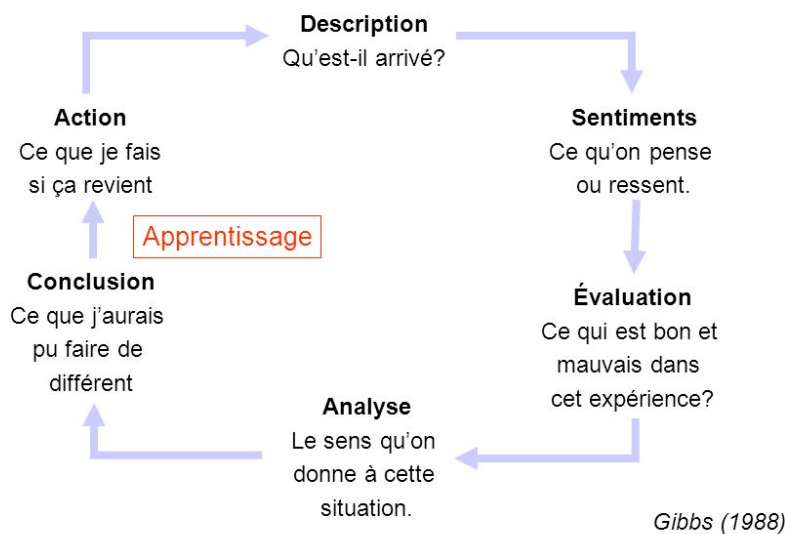 Description
Qu'est-il arrivé?
Sentiments
Ce qu'on pense
ou ressent.
Évaluation
Ce qui est bon et
mauvais dans
cet expérience?
Analyse
Le sens qu'on
donne à cette
situation.
Conclusion
Ce que j'aurais
pu faire de
différent
Apprentissage
Action
Ce que je fais
si ça revient
Gibbs (1988)